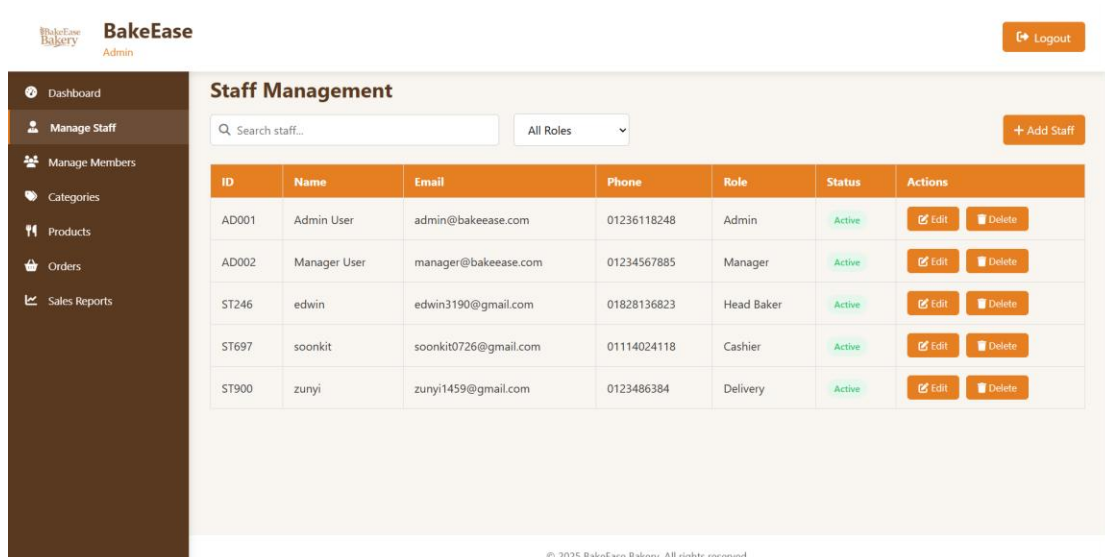 BakeEase
Bakery
BakeEase
Admin
Logout
Dashboard
Manage Staff
Manage Members
Categories
Products
Orders
Sales Reports
Staff Management
Search staff...
All Roles
+ Add Staff
ID Name Email Phone Role Status Actions
AD001 Admin User admin@bakeease.com 01236118248 Admin Active Edit Delete
AD002 Manager User manager@bakeease.com 01234567885 Manager Active Edit Delete
ST246 edwin edwin3190@gmail.com 01828136823 Head Baker Active Edit Delete
ST697 soonkit soonkit0726@gmail.com 01114024118 Cashier Active Edit Delete
ST900 zunyi zunyi1459@gmail.com 0123486384 Delivery Active Edit Delete
© 2025 BakeEase Bakery. All rights reserved.